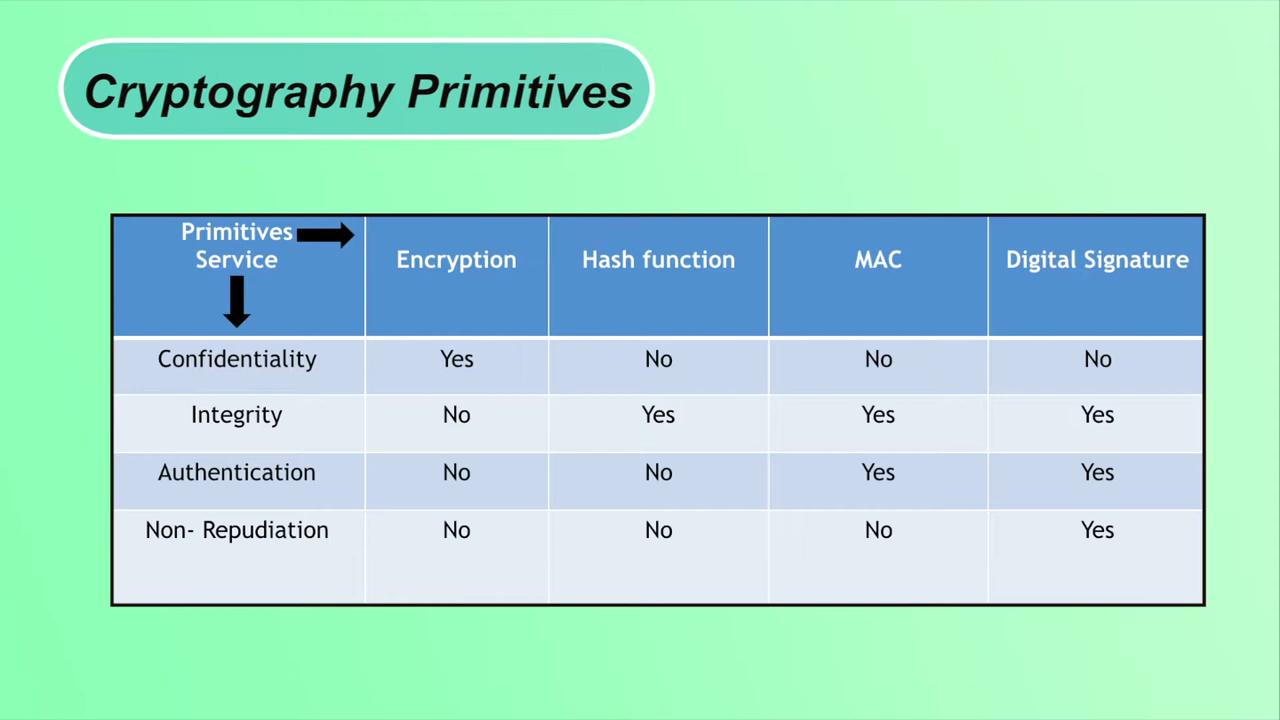 Cryptography Primitives
Primitives
Service
Encryption
Hash function
MAC
Digital Signature
Confidentiality
Yes
No
No
No
Integrity
No
Yes
Yes
Yes
Authentication
No
No
Yes
Yes
Non- Repudiation
No
No
No
Yes